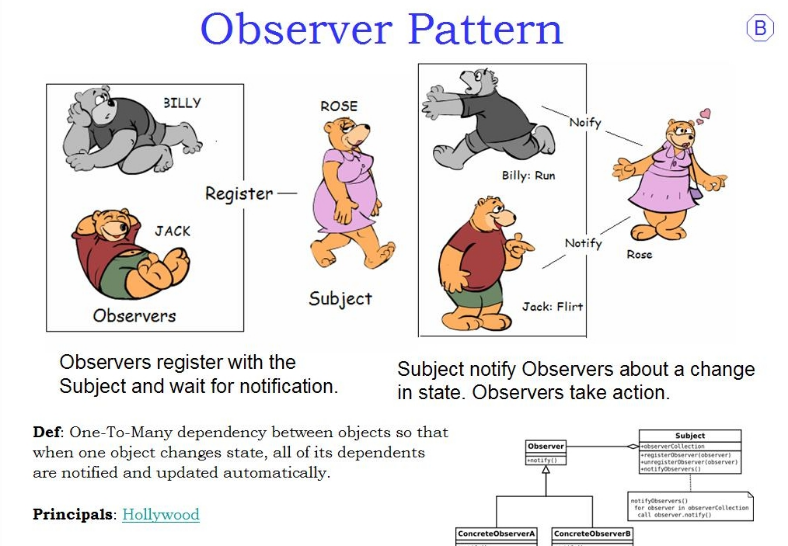 Observer Pattern
B
BILLY
ROSE
Register
JACK
Observers
Subject
Noify
Billy: Run
Notify
Rose
Jack: Flirt
Observers register with the
Subject and wait for notification.
Subject notify Observers about a change
in state. Observers take action.
Def: One-To-Many dependency between objects so that
when one object changes state, all of its dependents
are notified and updated automatically.
Principals: Hollywood
Observer
+notify()
Subject
+observerCollection
+registerObserver(observer)
+unregisterObserver(observer)
+notifyObservers()
notifyObservers()
for observer in observerCollection
call observer.notify()
ConcreteObserverA
ConcreteObserverB